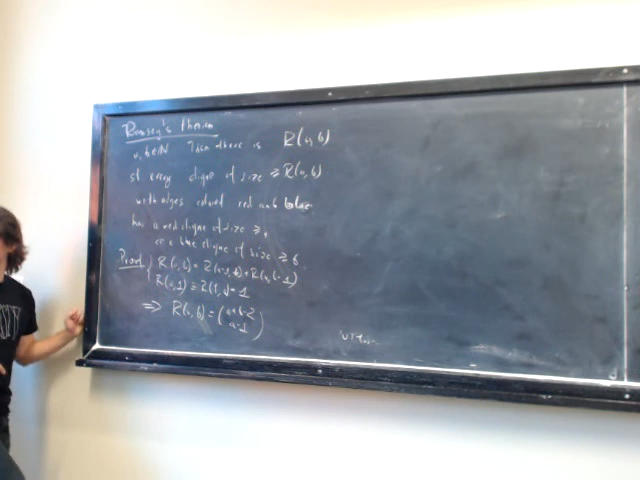 Ramsey's theorem
a, b ∈ N Then there is R(a, b)
st every clique of size ≥ R(a, b)
with edges colored red and blue
has a red clique of size ≥ a
or a blue clique of size ≥ b
Proof { R(a, b) = R(a-1, b) + R(a, b-1)
R(a, 1) = R(1, b) = 1
⇒ R(a, b) = (a+b-2
a-1)